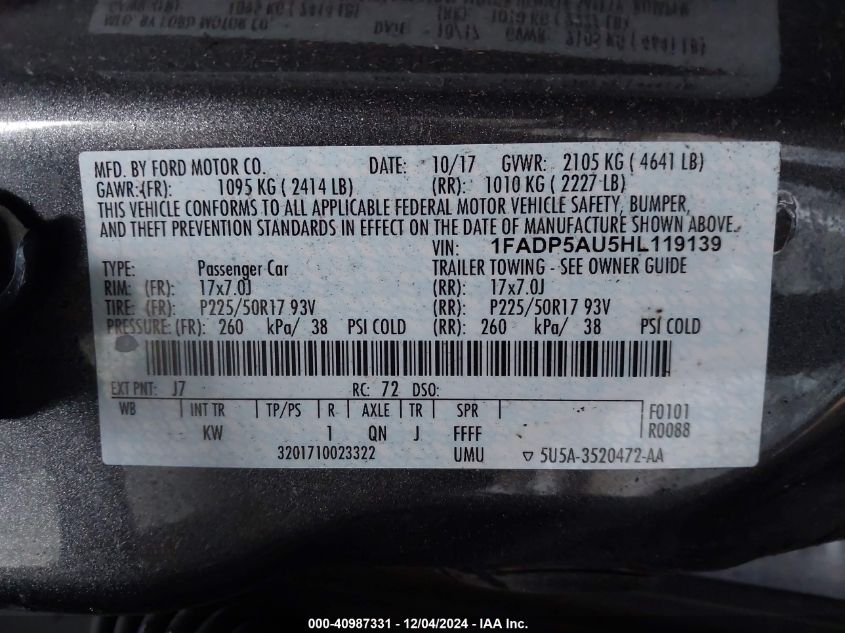 MFD. BY FORD MOTOR CO. DATE: 10/17 GVWR: 2105 KG ( 4641 LB)
GAWR:(FR): 1095 KG ( 2414 LB) (RR): 1010 KG ( 2227 LB)
THIS VEHICLE CONFORMS TO ALL APPLICABLE FEDERAL MOTOR VEHICLE SAFETY, BUMPER,
AND THEFT PREVENTION STANDARDS IN EFFECT ON THE DATE OF MANUFACTURE SHOWN ABOVE.
VIN: 1FADP5AU5HL119139
TYPE: Passenger Car TRAILER TOWING - SEE OWNER GUIDE
RIM: (FR): 17x7.0J (RR): 17x7.0J
TIRE: (FR): P225/50R17 93V (RR): P225/50R17 93V
PRESSURE: (FR): 260 kPa/ 38 PSI COLD (RR): 260 kPa/ 38 PSI COLD
EXT PNT: J7 RC: 72 DSO:
WB INT TR TP/PS R AXLE TR SPR F0101
KW 1 QN J FFFF R0088
3201710023322 UMU ▽ 5U5A-3520472-AA
000-40987331 - 12/04/2024 - IAA Inc.